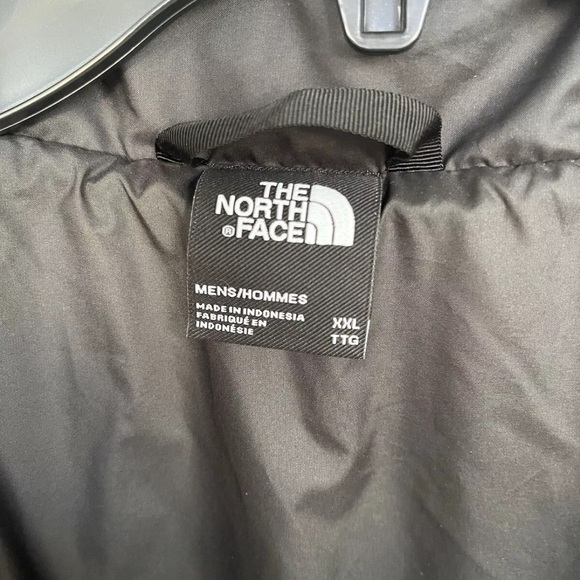 THE
NORTH
® FACE
MENS/HOMMES
MADE IN INDONESIA
FABRIQUÉ EN
INDONÉSIE
XXL
TTG